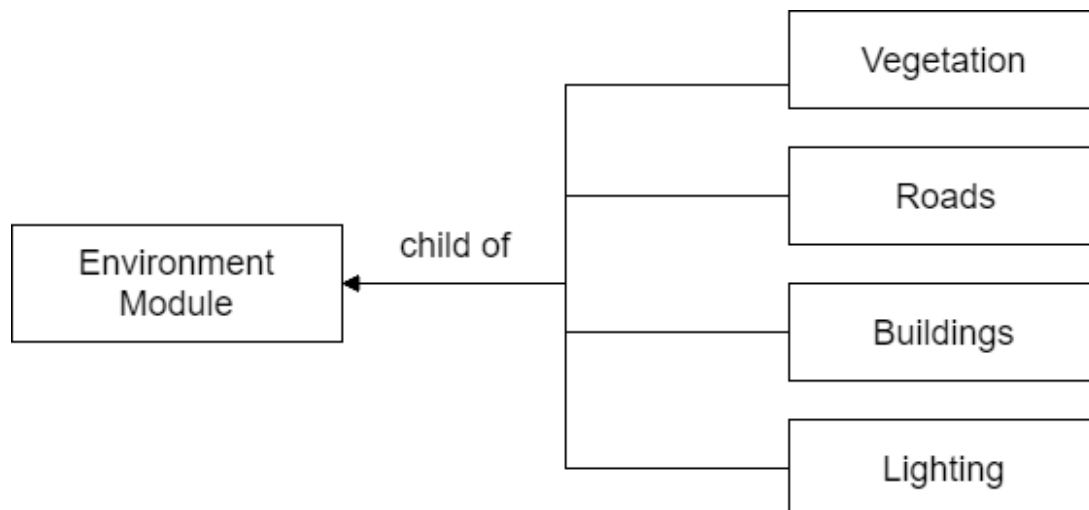 Vegetation
Roads
child of
Environment
Module
Buildings
Lighting